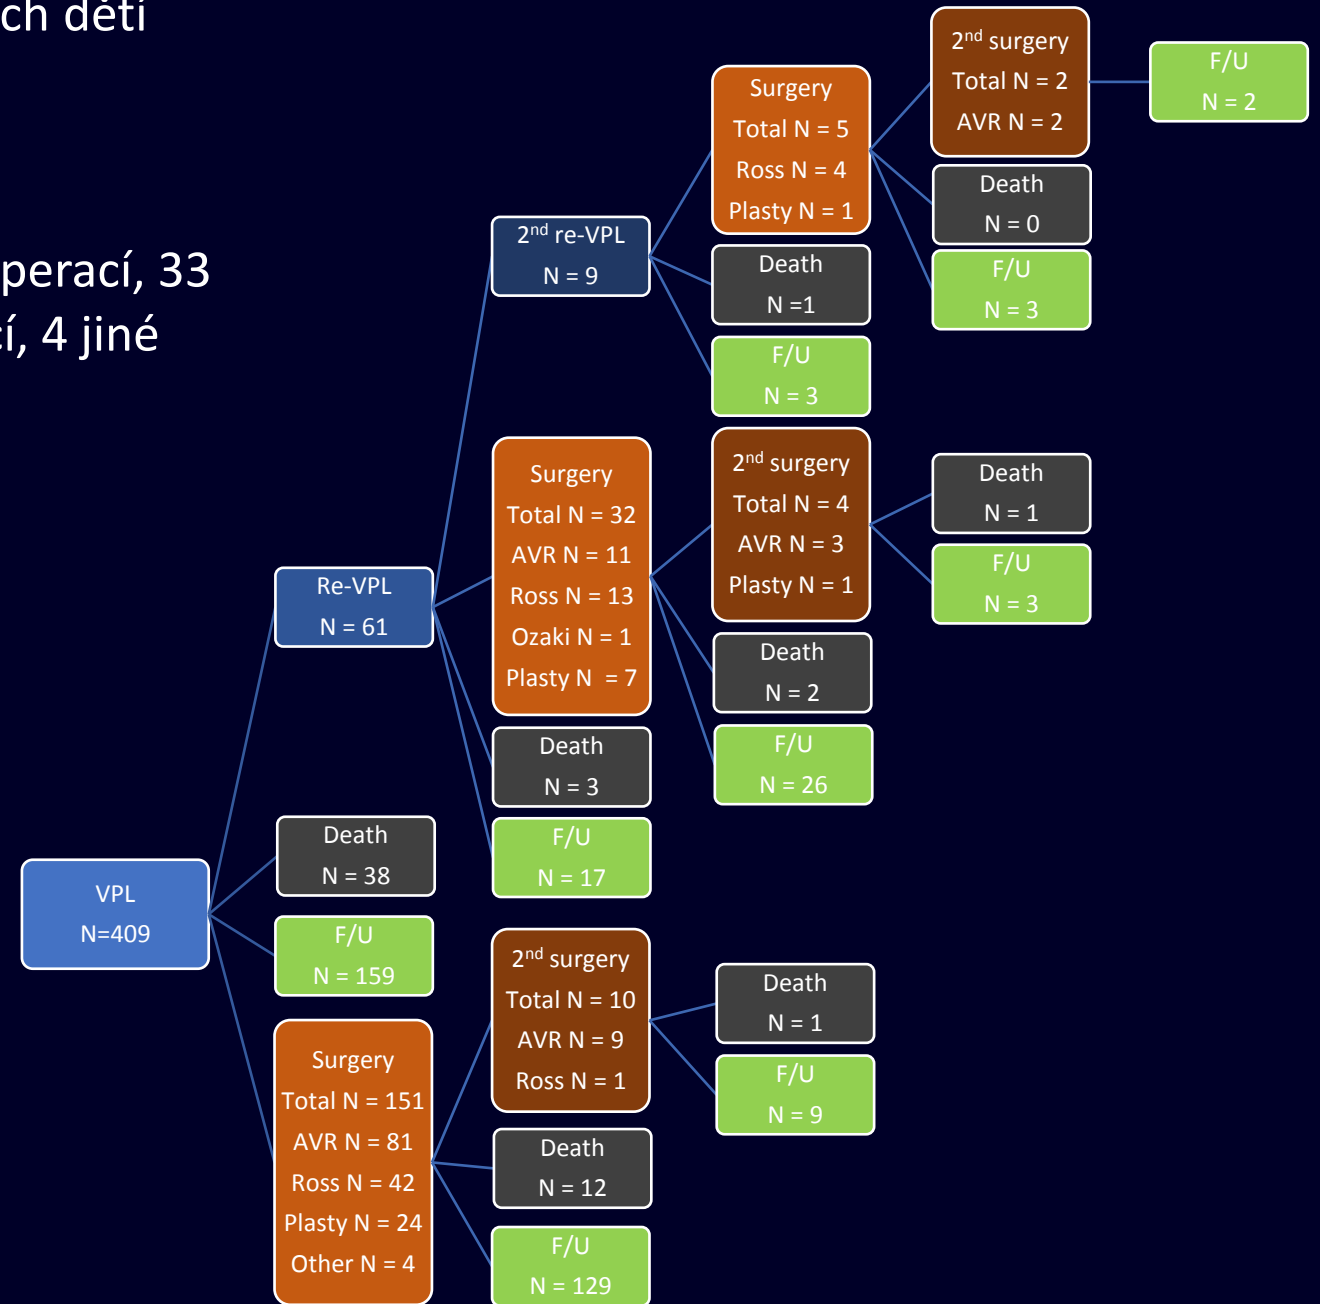 ch dětí
perací, 33
cí, 4 jiné
VPL
N=409
Re-VPL
N = 61
Death
N = 38
F/U
N = 159
Surgery
Total N = 151
AVR N = 81
Ross N = 42
Plasty N = 24
Other N = 4
2nd re-VPL
N = 9
Surgery
Total N = 32
AVR N = 11
Ross N = 13
Ozaki N = 1
Plasty N  = 7
Death
N = 3
F/U
N = 17
2nd surgery
Total N = 10
AVR N = 9
Ross N = 1
Death
N = 12
F/U
N = 129
Surgery
Total N = 5
Ross N = 4
Plasty N = 1
Death
N =1
F/U
N = 3
2nd surgery
Total N = 4
AVR N = 3
Plasty N = 1
Death
N = 2
F/U
N = 26
Death
N = 1
F/U
N = 9
2nd surgery
Total N = 2
AVR N = 2
Death
N = 0
F/U
N = 3
Death
N = 1
F/U
N = 3
F/U
N = 2